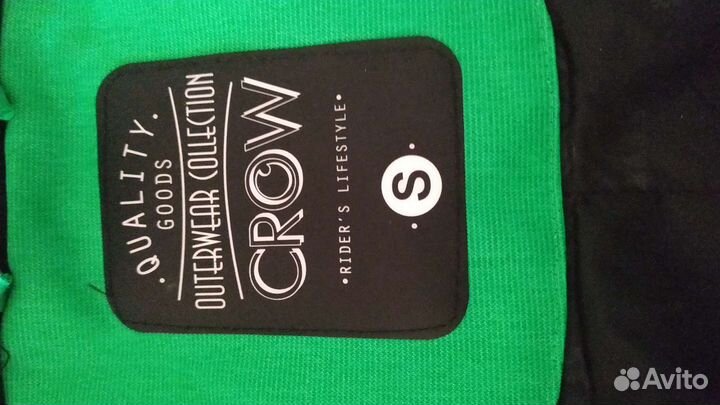 ·QUALITY·
GOODS
OUTERWEAR COLLECTION
CROW
•RIDER'S LIFESTYLE•
·S·
Avito